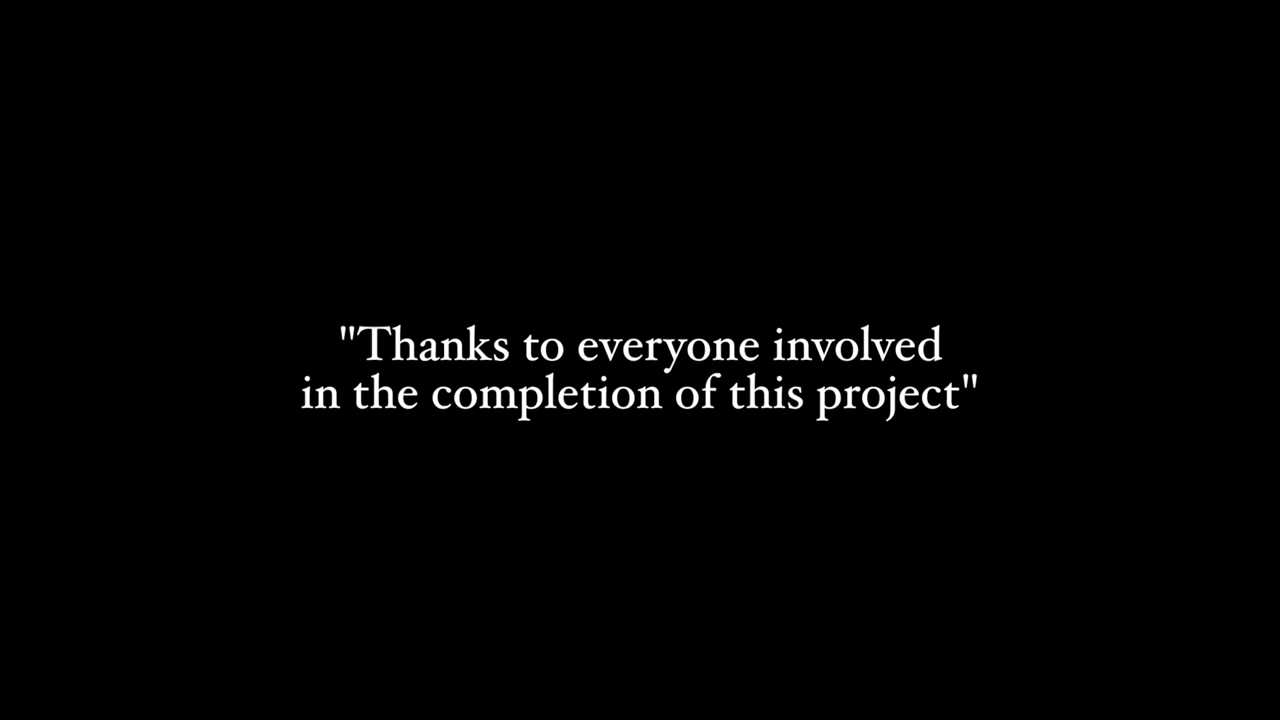 "Thanks to everyone involved
in the completion of this project"